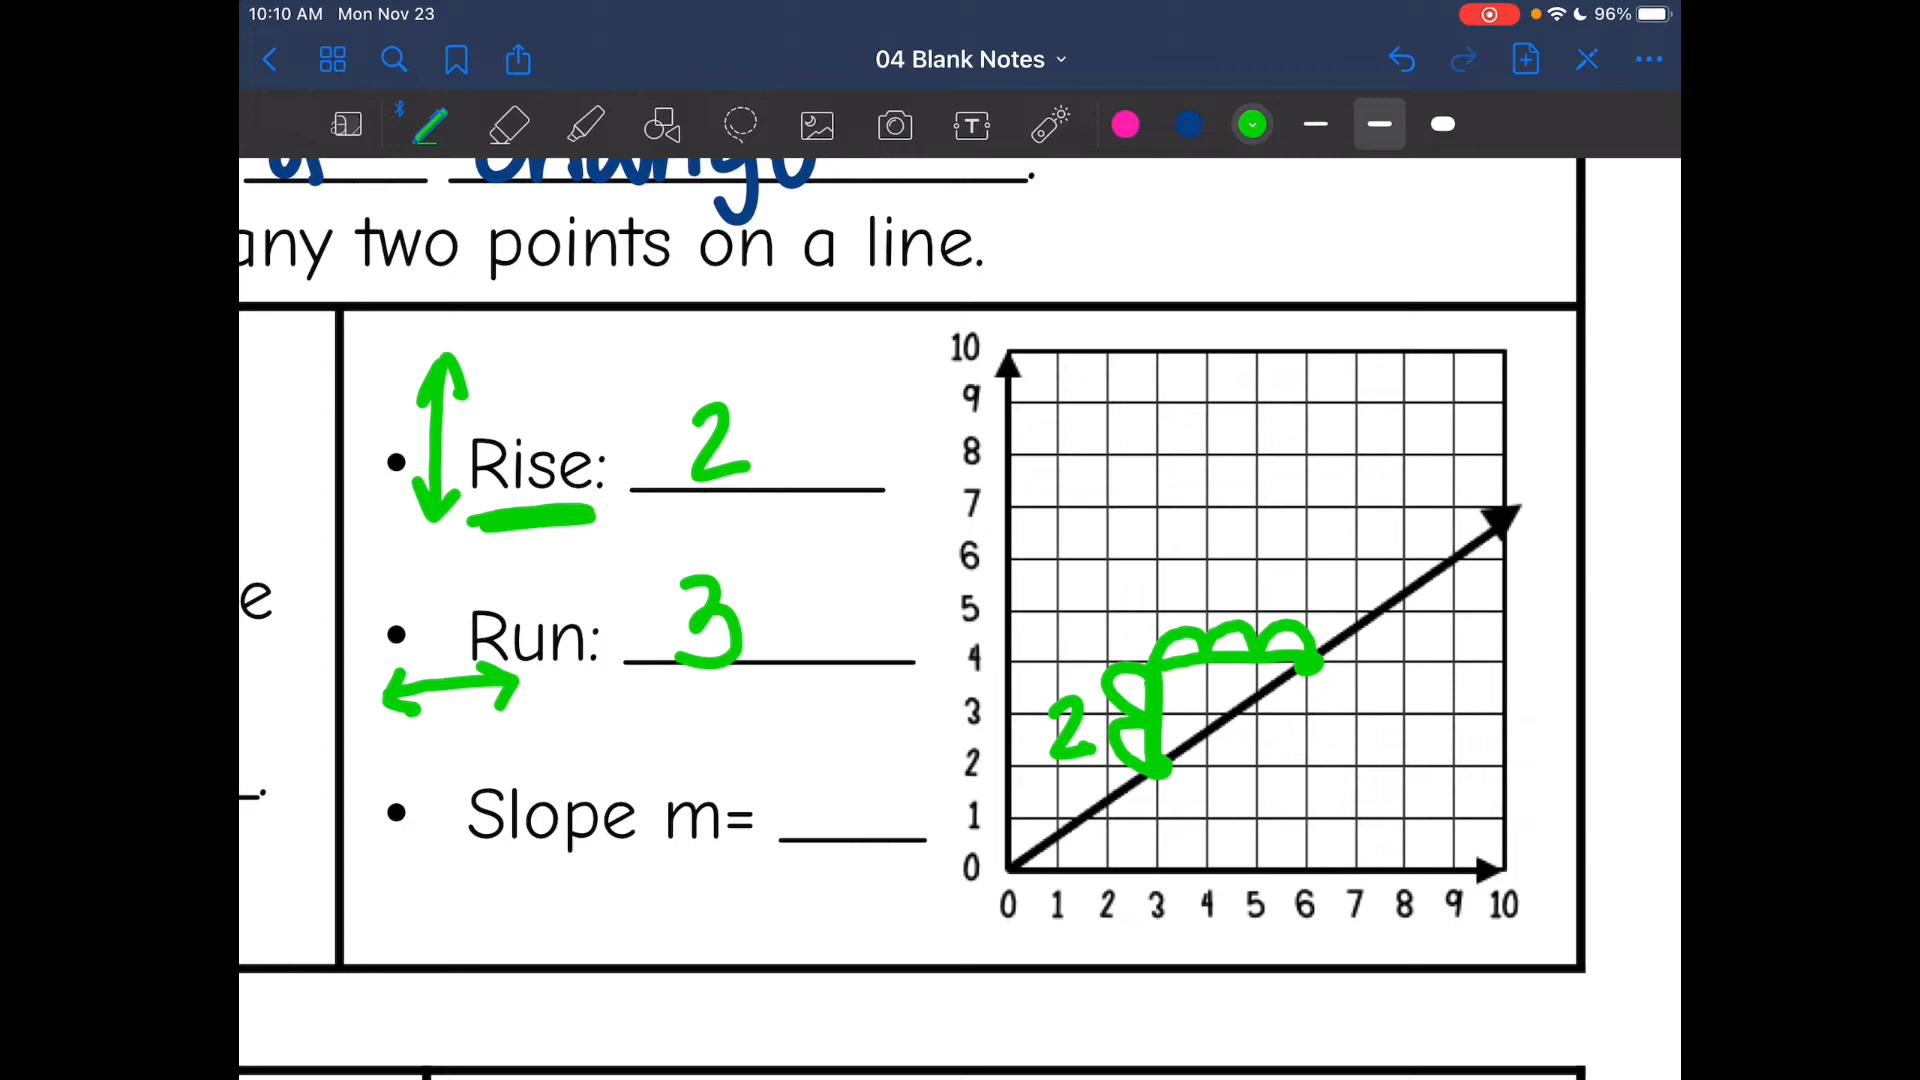 10:10 AM Mon Nov 23
96%
04 Blank Notes
T
any two points on a line.
Rise: 2
Run: 3
Slope m=
e
10
9
8
7
6
5
4
3
2
1
0
2
0 1 2 3 4 5 6 7 8 9 10